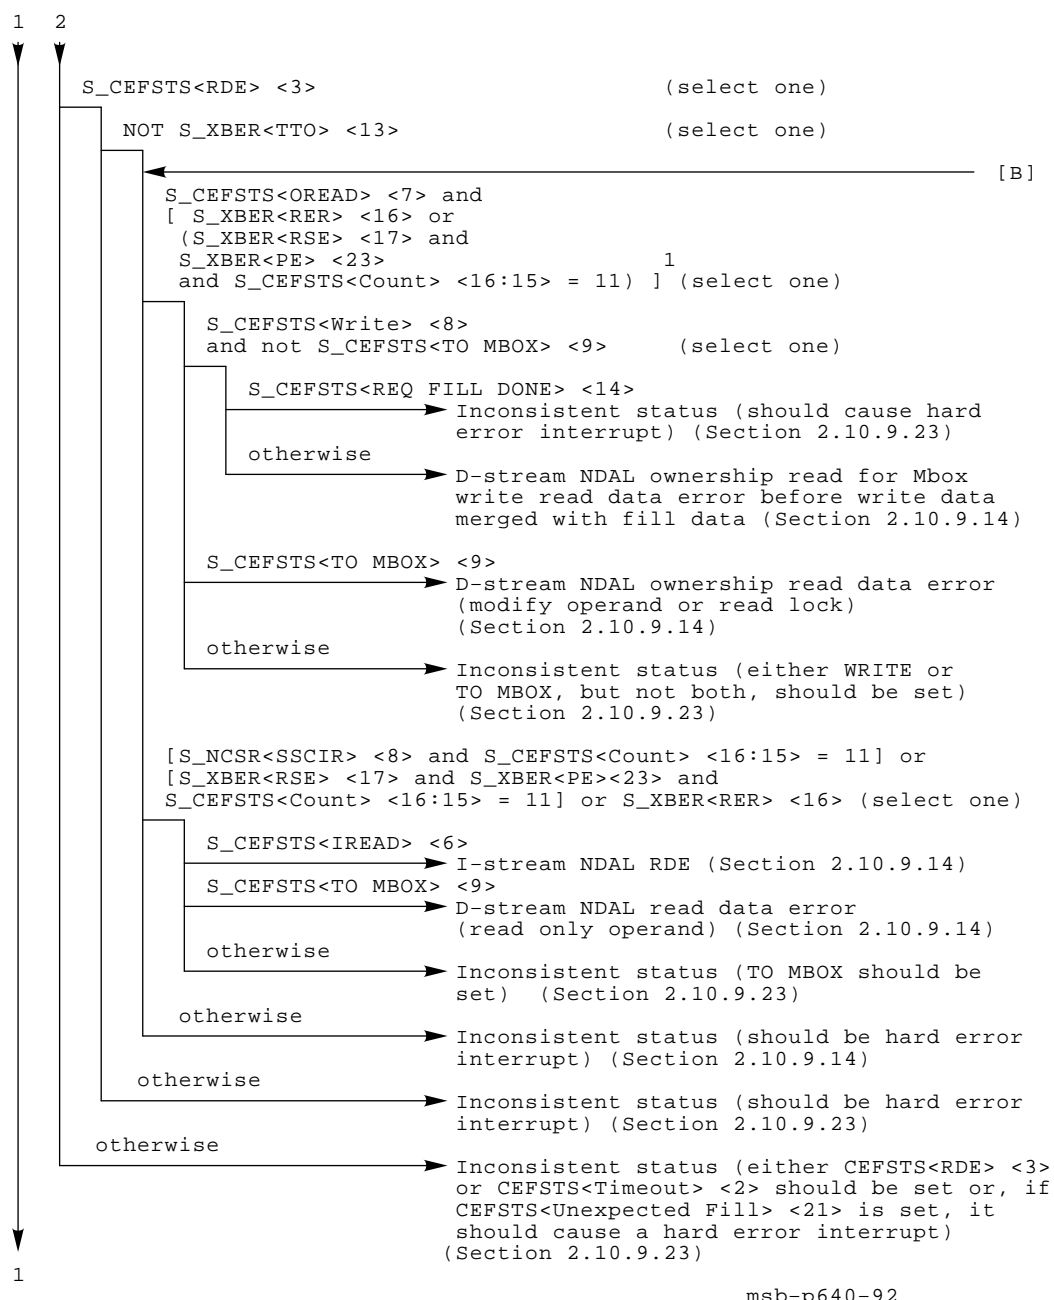 1 2
S_CEFSTS<RDE> <3> (select one)
NOT S_XBER<TTO> <13> (select one)
[B]
S_CEFSTS<OREAD> <7> and
[ S_XBER<RER> <16> or
(S_XBER<RSE> <17> and
S_XBER<PE> <23> 1
and S_CEFSTS<Count> <16:15> = 11) ] (select one)
S_CEFSTS<Write> <8>
and not S_CEFSTS<TO MBOX> <9> (select one)
S_CEFSTS<REQ FILL DONE> <14>
Inconsistent status (should cause hard
error interrupt) (Section 2.10.9.23)
otherwise
D-stream NDAL ownership read for Mbox
write read data error before write data
merged with fill data (Section 2.10.9.14)
S_CEFSTS<TO MBOX> <9>
D-stream NDAL ownership read data error
(modify operand or read lock)
(Section 2.10.9.14)
otherwise
Inconsistent status (either WRITE or
TO MBOX, but not both, should be set)
(Section 2.10.9.23)
[S_NCSR<SSCIR> <8> and S_CEFSTS<Count> <16:15> = 11] or
[S_XBER<RSE> <17> and S_XBER<PE><23> and
S_CEFSTS<Count> <16:15> = 11] or S_XBER<RER> <16> (select one)
S_CEFSTS<IREAD> <6>
I-stream NDAL RDE (Section 2.10.9.14)
S_CEFSTS<TO MBOX> <9>
D-stream NDAL read data error
(read only operand) (Section 2.10.9.14)
otherwise
Inconsistent status (TO MBOX should be
set) (Section 2.10.9.23)
otherwise
Inconsistent status (should be hard error
interrupt) (Section 2.10.9.14)
otherwise
Inconsistent status (should be hard error
interrupt) (Section 2.10.9.23)
otherwise
Inconsistent status (either CEFSTS<RDE> <3>
or CEFSTS<Timeout> <2> should be set or, if
CEFSTS<Unexpected Fill> <21> is set, it
should cause a hard error interrupt)
(Section 2.10.9.23)
1
msb-p640-92